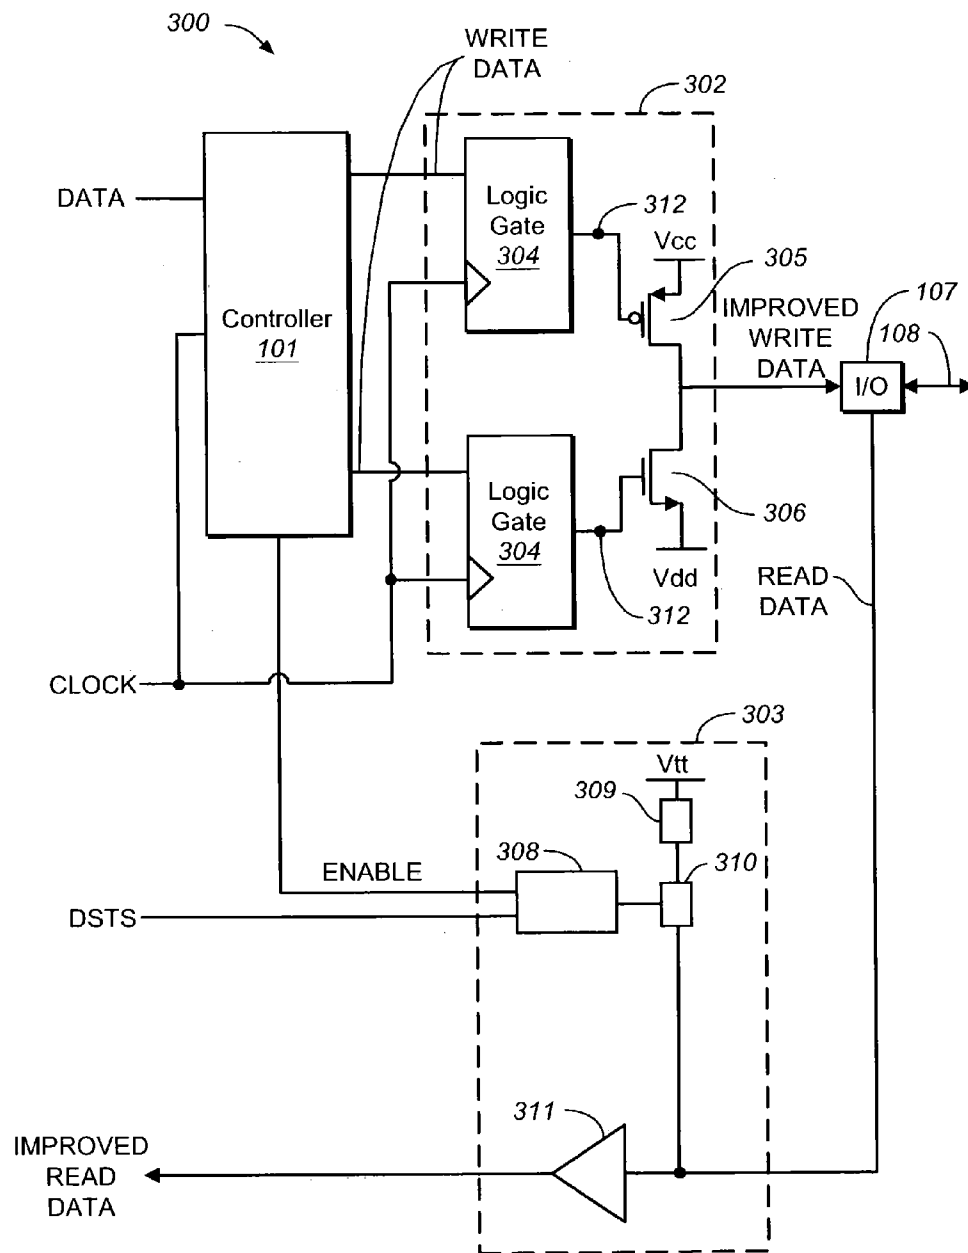 300
WRITE
DATA
302
DATA
Logic
Gate
304
312
Vcc
305
Controller
101
IMPROVED
WRITE
DATA
107
108
I/O
Logic
Gate
304
306
Vdd
312
READ
DATA
CLOCK
303
Vtt
309
308
310
ENABLE
DSTS
311
IMPROVED
READ
DATA